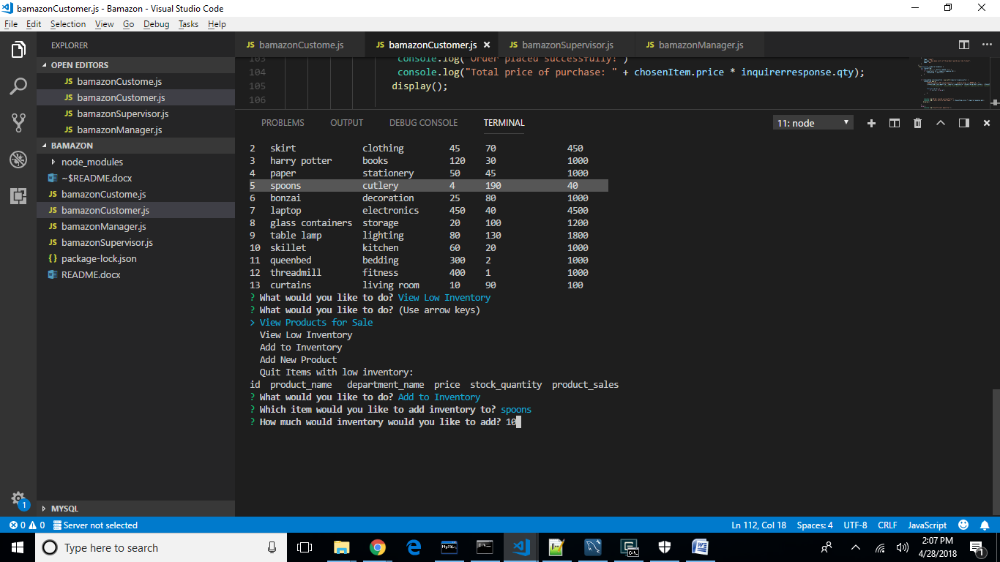 bamazonCustomer.js - Bamazon - Visual Studio Code
File Edit Selection View Go Debug Tasks Help
EXPLORER
OPEN EDITORS
JS bamazonCustome.js
JS bamazonCustomer.js
JS bamazonSupervisor.js
JS bamazonManager.js
BAMAZON
node_modules
~$README.docx
JS bamazonCustome.js
JS bamazonCustomer.js
JS bamazonManager.js
JS bamazonSupervisor.js
{ } package-lock.json
README.docx
MYSQL
JS bamazonCustome.js JS bamazonCustomer.js JS bamazonSupervisor.js JS bamazonManager.js
103 console.log("Order placed successfully!")
104 console.log("Total price of purchase: " + chosenItem.price * inquirerresponse.qty);
105 display();
106
PROBLEMS OUTPUT DEBUG CONSOLE TERMINAL 11: node
2 skirt clothing 45 70 450
3 harry potter books 120 30 1000
4 paper stationery 50 45 1000
5 spoons cutlery 4 190 40
6 bonzai decoration 25 80 1000
7 laptop electronics 450 40 4500
8 glass containers storage 20 100 1200
9 table lamp lighting 80 130 1800
10 skillet kitchen 60 20 1000
11 queenbed bedding 300 2 1000
12 threadmill fitness 400 1 1000
13 curtains living room 10 90 100
? What would you like to do? View Low Inventory
? What would you like to do? (Use arrow keys)
> View Products for Sale
View Low Inventory
Add to Inventory
Add New Product
Quit Items with low inventory:
id product_name department_name price stock_quantity product_sales
? What would you like to do? Add to Inventory
? Which item would you like to add inventory to? spoons
? How much would inventory would you like to add? 10
1
0 0 Server not selected Ln 112, Col 18 Spaces: 4 UTF-8 CRLF JavaScript
Type here to search
MySQL
C:\
C:\
2:07 PM
4/28/2018
1